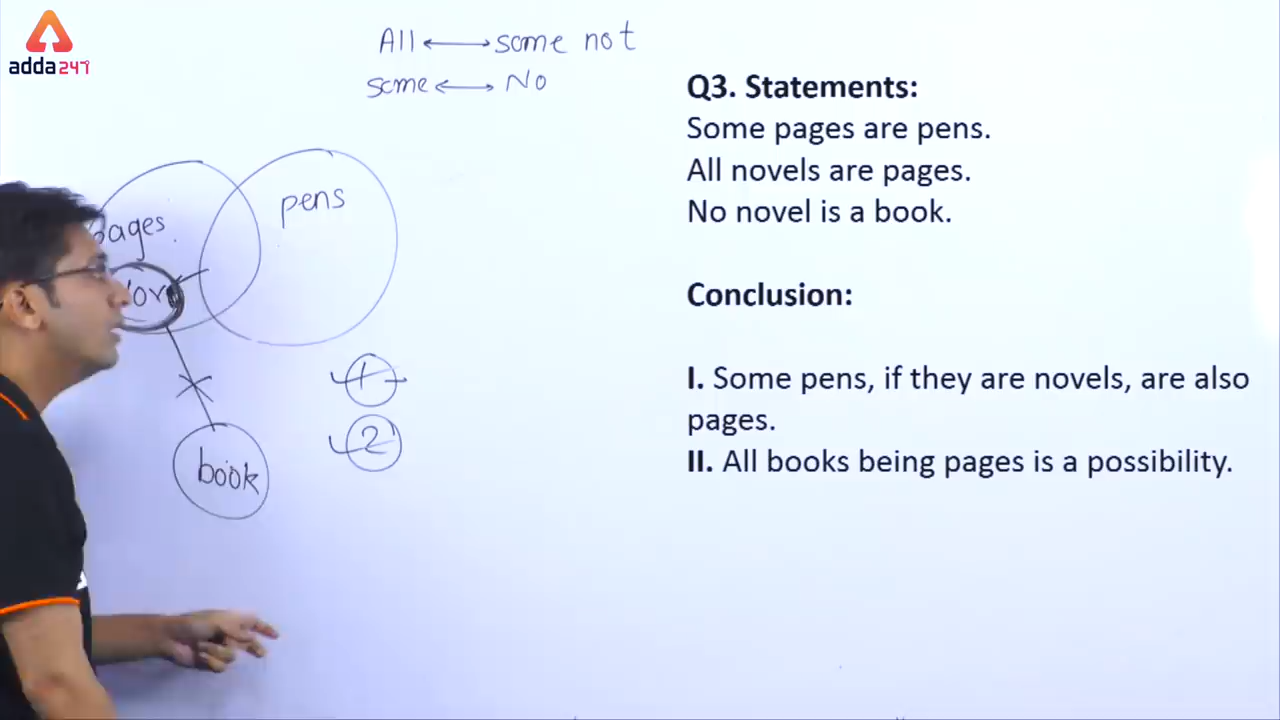 adda247
All ⟷ some not
some ⟷ No
pages
pens
book
1
2
Q3. Statements:
Some pages are pens.
All novels are pages.
No novel is a book.
Conclusion:
I. Some pens, if they are novels, are also
pages.
II. All books being pages is a possibility.